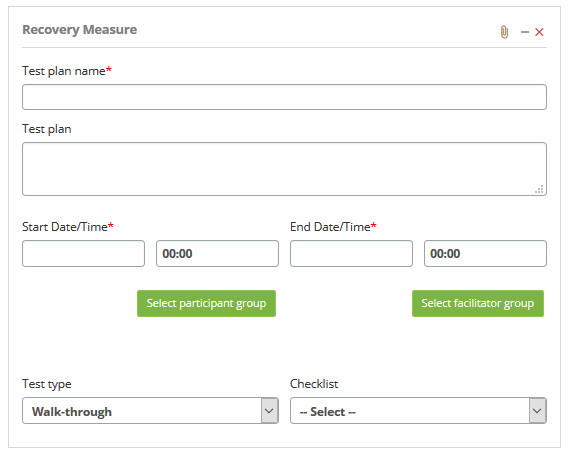 Recovery Measure
Test plan name*
Test plan
Start Date/Time* End Date/Time*
00:00 00:00
Select participant group Select facilitator group
Test type Checklist
Walk-through -- Select --